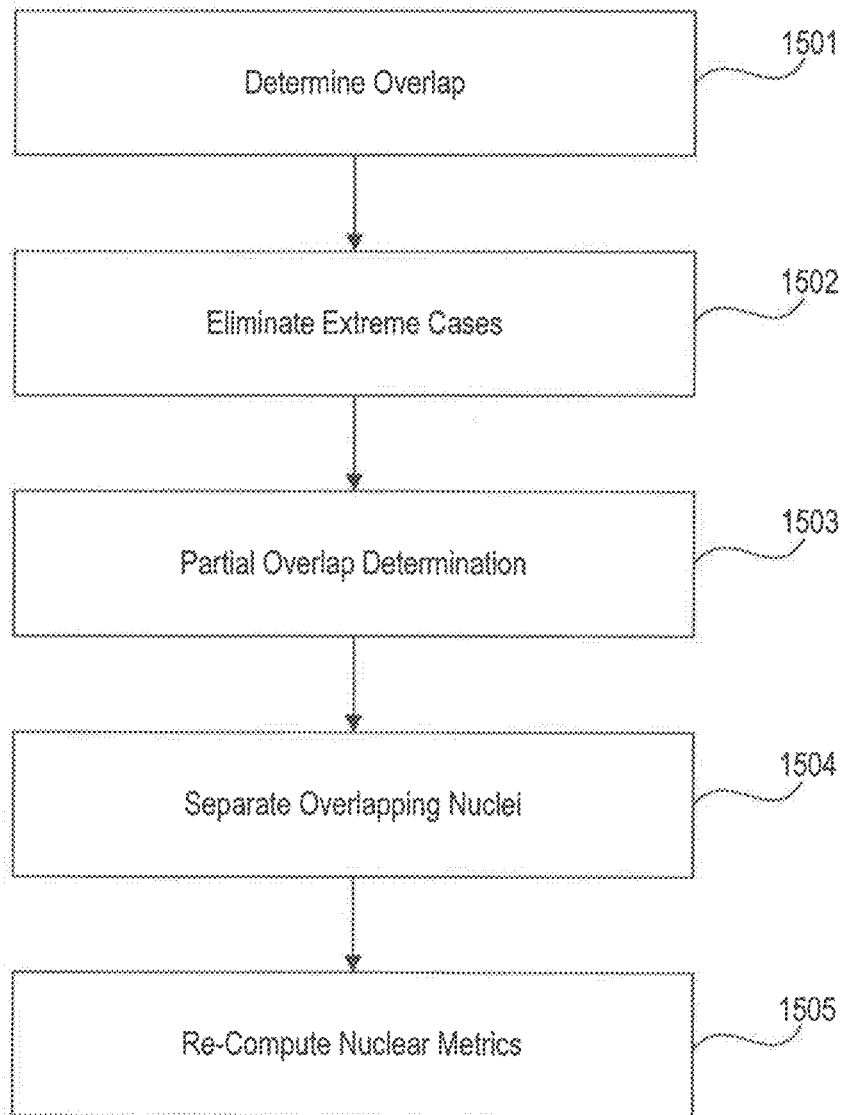 1501
Determine Overlap
1502
Eliminate Extreme Cases
1503
Partial Overlap Determination
1504
Separate Overlapping Nuclei
1505
Re-Compute Nuclear Metrics